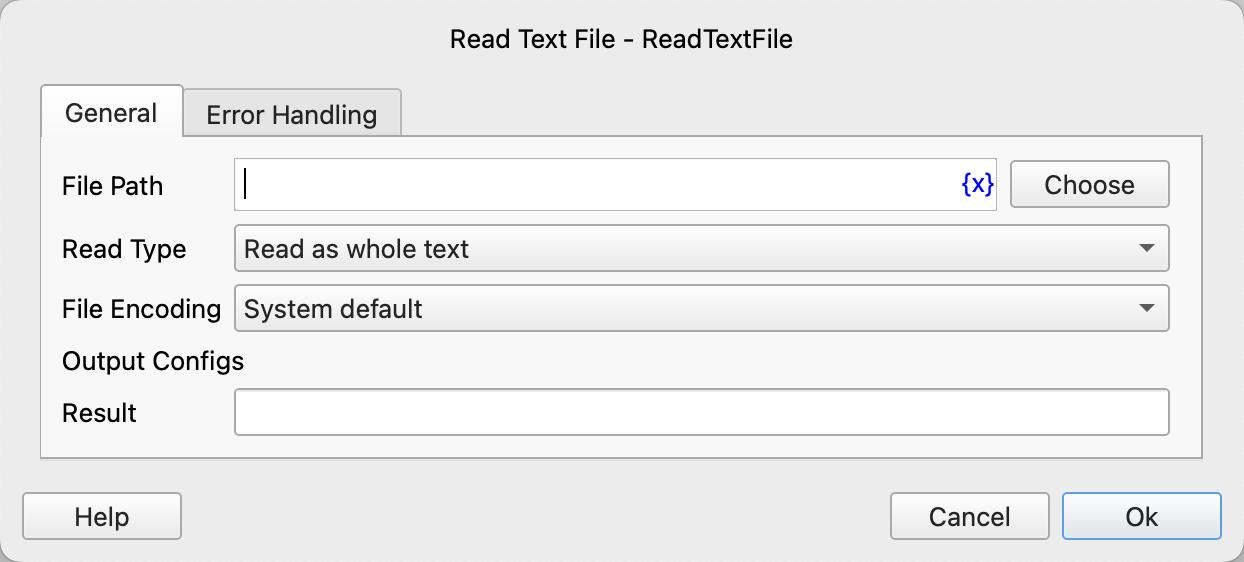 Read Text File - ReadTextFile
General Error Handling
File Path {x} Choose
Read Type Read as whole text
File Encoding System default
Output Configs
Result
Help Cancel Ok